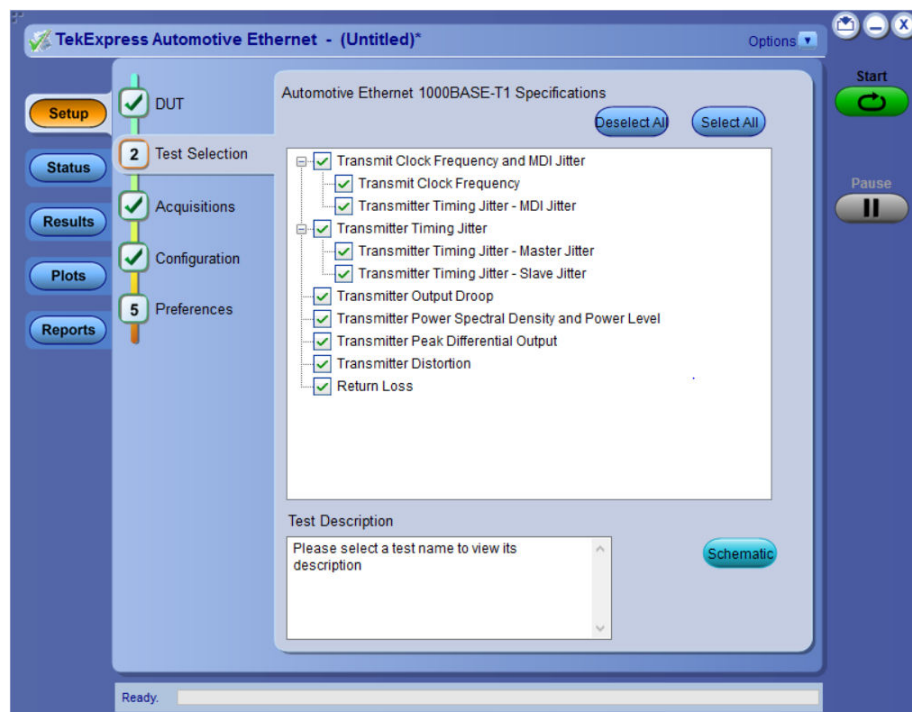 TekExpress Automotive Ethernet - (Untitled)*
Options
Start
Pause
Setup
Status
Results
Plots
Reports
DUT
2 Test Selection
Acquisitions
Configuration
5 Preferences
Automotive Ethernet 1000BASE-T1 Specifications
Deselect All
Select All
Transmit Clock Frequency and MDI Jitter
Transmit Clock Frequency
Transmitter Timing Jitter - MDI Jitter
Transmitter Timing Jitter
Transmitter Timing Jitter - Master Jitter
Transmitter Timing Jitter - Slave Jitter
Transmitter Output Droop
Transmitter Power Spectral Density and Power Level
Transmitter Peak Differential Output
Transmitter Distortion
Return Loss
Test Description
Please select a test name to view its
description
Schematic
Ready.